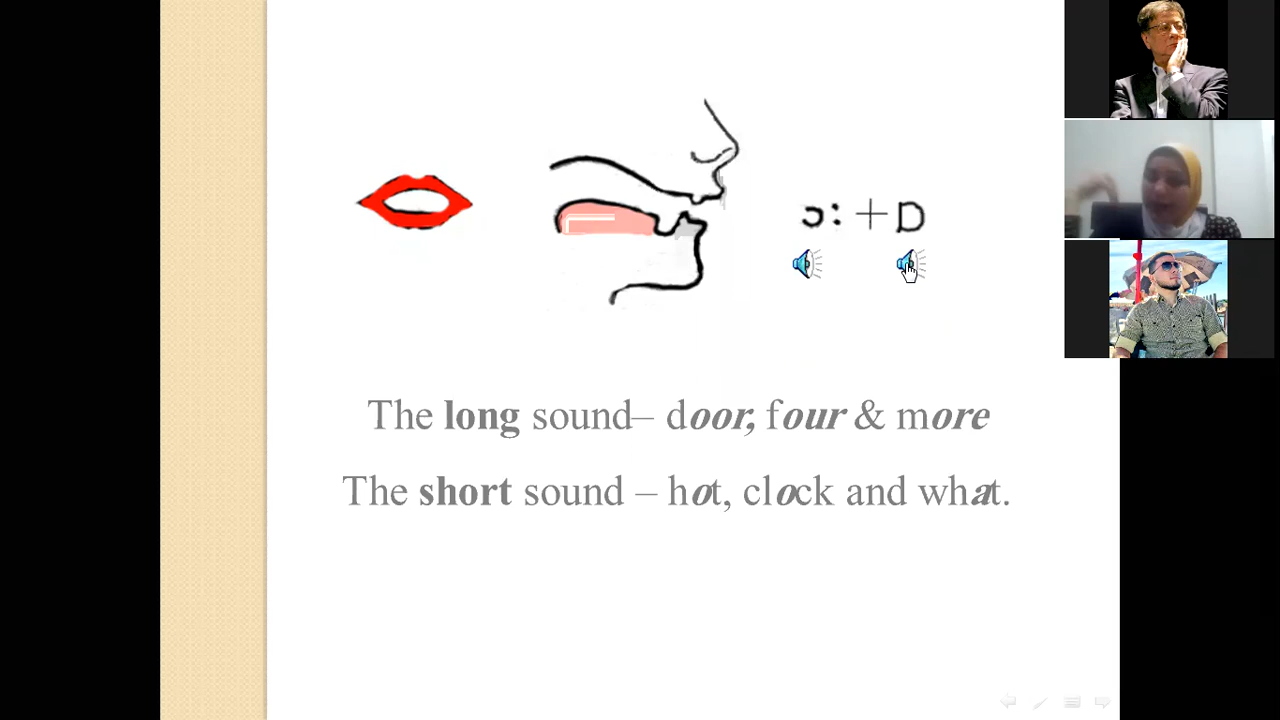 ɔ: + ɒ
The long sound– door, four & more
The short sound – hot, clock and what.